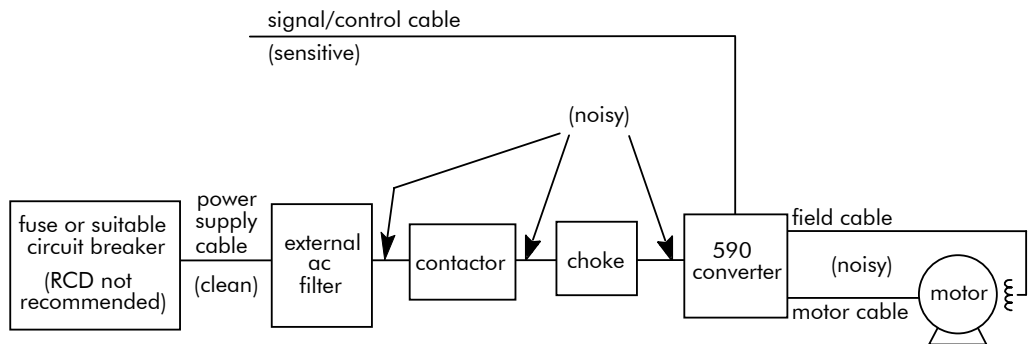 signal/control cable
(sensitive)
(noisy)
fuse or suitable
circuit breaker
(RCD not
recommended)
power
supply
cable
(clean)
external
ac
filter
contactor
choke
590
converter
field cable
(noisy)
motor cable
motor